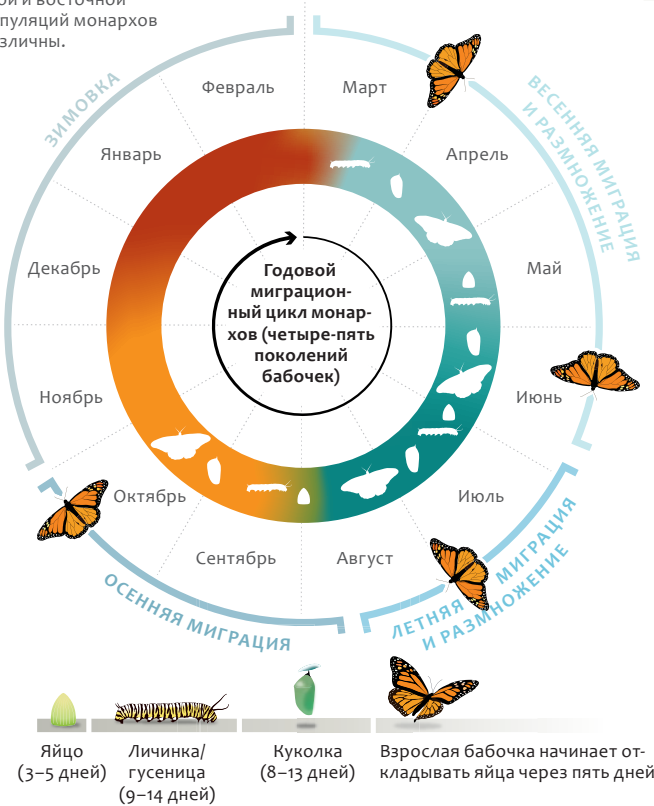 и восточной
пуляций монархов
зличны.
Февраль
Март
Январь
Апрель
Декабрь
Май
Ноябрь
Июнь
Октябрь
Июль
Сентябрь
Август
ЗИМОВКА
ВЕСЕННЯЯ МИГРАЦИЯ
И РАЗМНОЖЕНИЕ
ЛЕТНЯЯ МИГРАЦИЯ
И РАЗМНОЖЕНИЕ
ОСЕННЯЯ МИГРАЦИЯ
Годовой
миграцион-
ный цикл монар-
хов (четыре-пять
поколений
бабочек)
Яйцо
(3–5 дней)
Личинка/
гусеница
(9–14 дней)
Куколка
(8–13 дней)
Взрослая бабочка начинает от-
кладывать яйца через пять дней